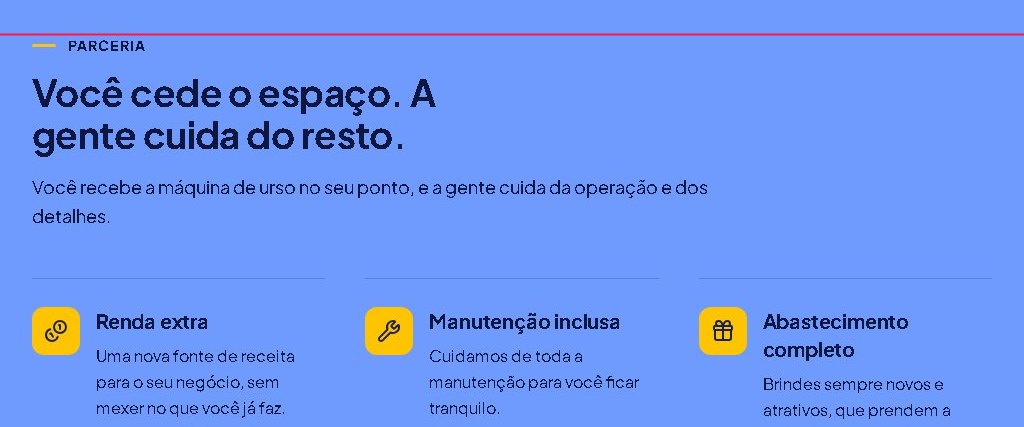 PARCERIA
Você cede o espaço. A
gente cuida do resto.
Você recebe a máquina de urso no seu ponto, e a gente cuida da operação e dos
detalhes.
Renda extra
Uma nova fonte de receita
para o seu negócio, sem
mexer no que você já faz.
Manutenção inclusa
Cuidamos de toda a
manutenção para você ficar
tranquilo.
Abastecimento
completo
Brindes sempre novos e
atrativos, que prendem a